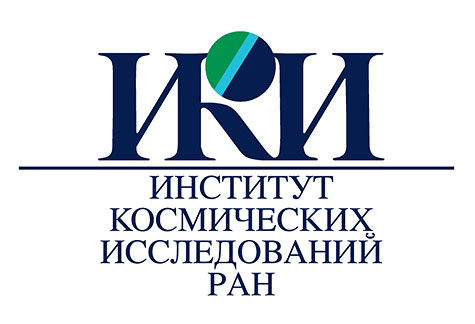 ИКИ
ИНСТИТУТ
КОСМИЧЕСКИХ
ИССЛЕДОВАНИЙ
РАН